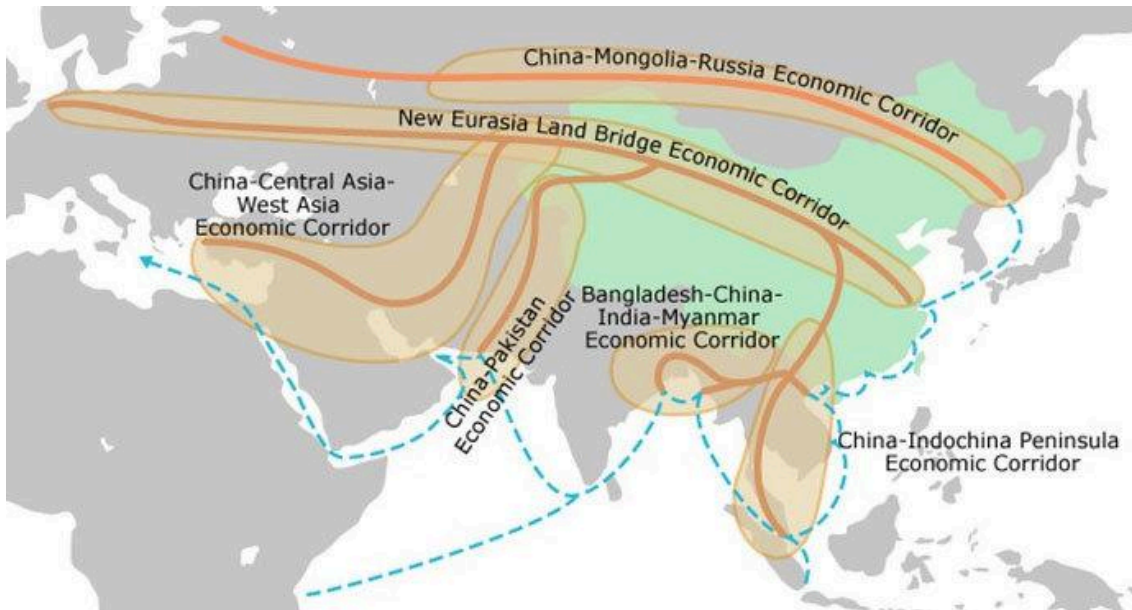 China-Mongolia-Russia Economic Corridor
New Eurasia Land Bridge Economic Corridor
China-Central Asia-
West Asia
Economic Corridor
China-Pakistan
Economic Corridor
Bangladesh-China-
India-Myanmar
Economic Corridor
China-Indochina Peninsula
Economic Corridor